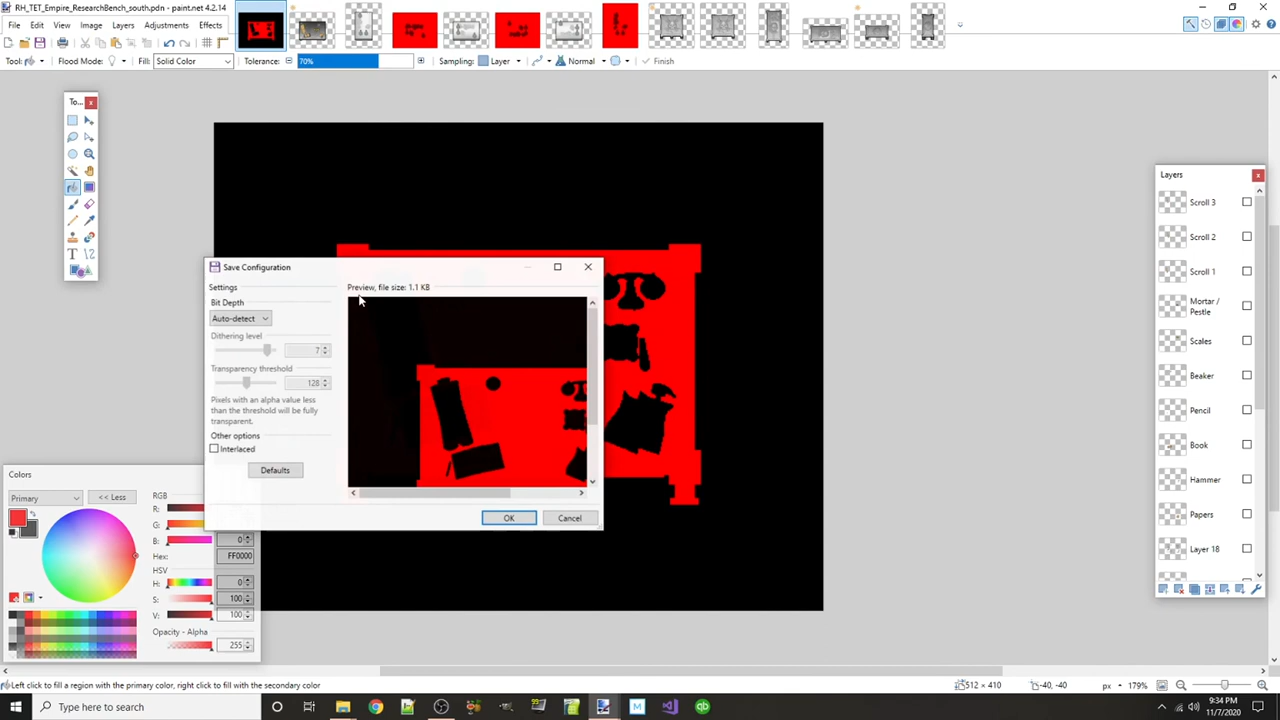 RH_TET_Empire_ResearchBench_south.pdn - paint.net 4.2.14
File Edit View Image Layers Adjustments Effects
Tool: Flood Mode: Fill: Solid Color Tolerance: 70% Sampling: Layer Normal Finish
To...
Layers
Scroll 3
Scroll 2
Scroll 1
Mortar /
Pestle
Scales
Beaker
Pencil
Book
Hammer
Papers
Layer 18
Save Configuration
Settings
Preview, file size: 1.1 KB
Bit Depth
Auto-detect
Dithering level
7
Transparency threshold
128
Pixels with an alpha value less
than the threshold will be fully
transparent.
Other options
Interlaced
Defaults
OK Cancel
Colors
Primary << Less RGB
R:
G:
B: 0
Hex: FF0000
HSV
H: 0
S: 100
V: 100
Opacity - Alpha
255
Left click to fill a region with the primary color, right click to fill with the secondary color
512 × 410 -40, -40 px 179%
Type here to search
9:34 PM
11/7/2020